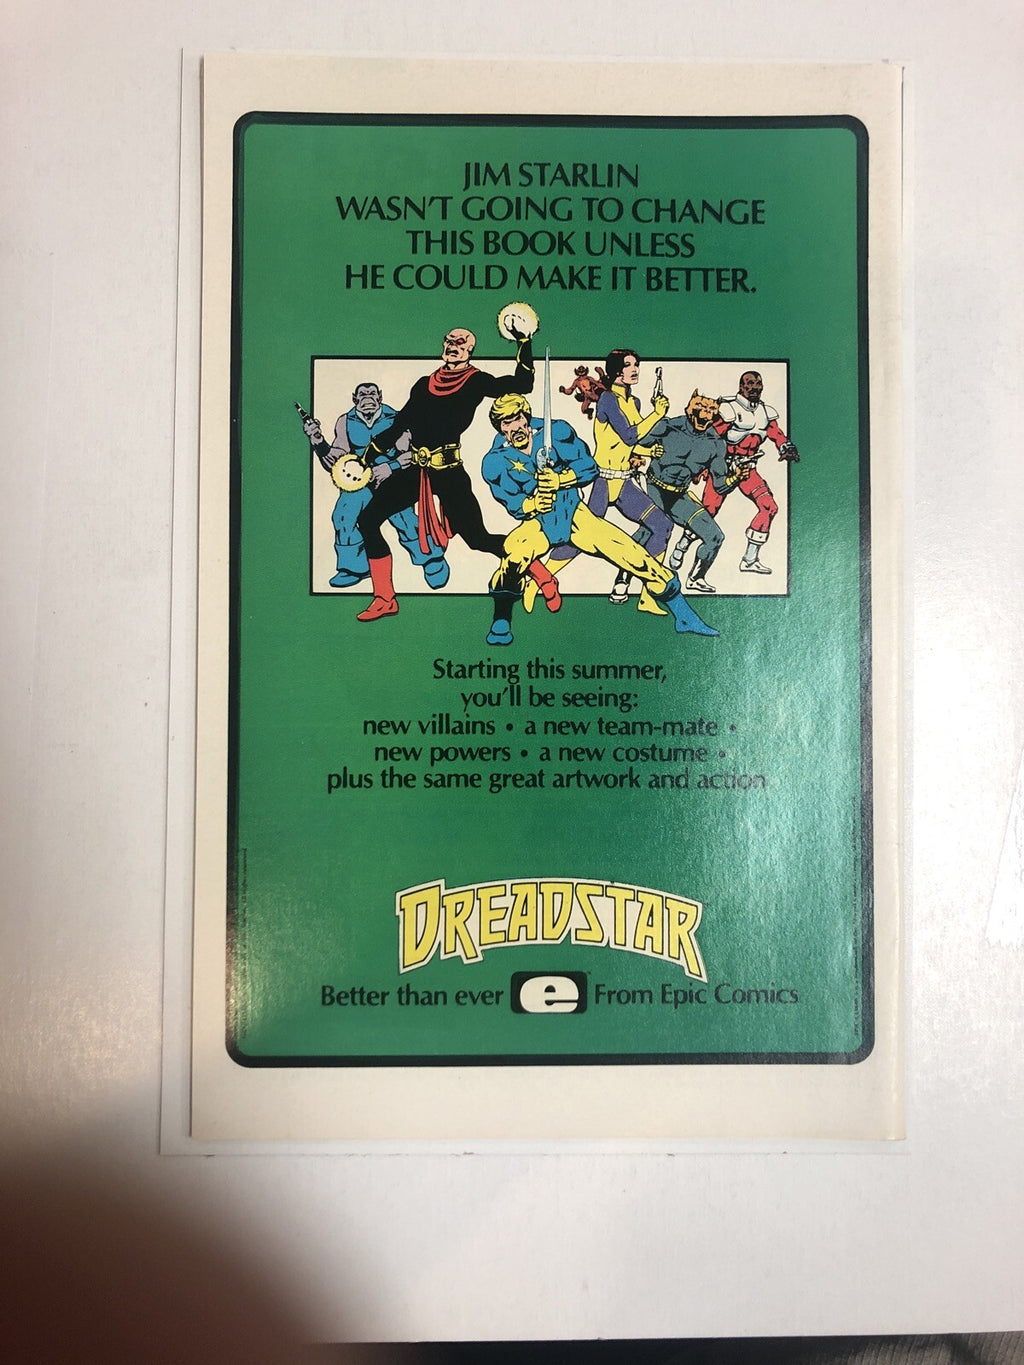 JIM STARLIN
WASN'T GOING TO CHANGE
THIS BOOK UNLESS
HE COULD MAKE IT BETTER.
Starting this summer,
you'll be seeing:
new villains • a new team-mate •
new powers • a new costume •
plus the same great artwork and action.
DREADSTAR
Better than ever e From Epic Comics